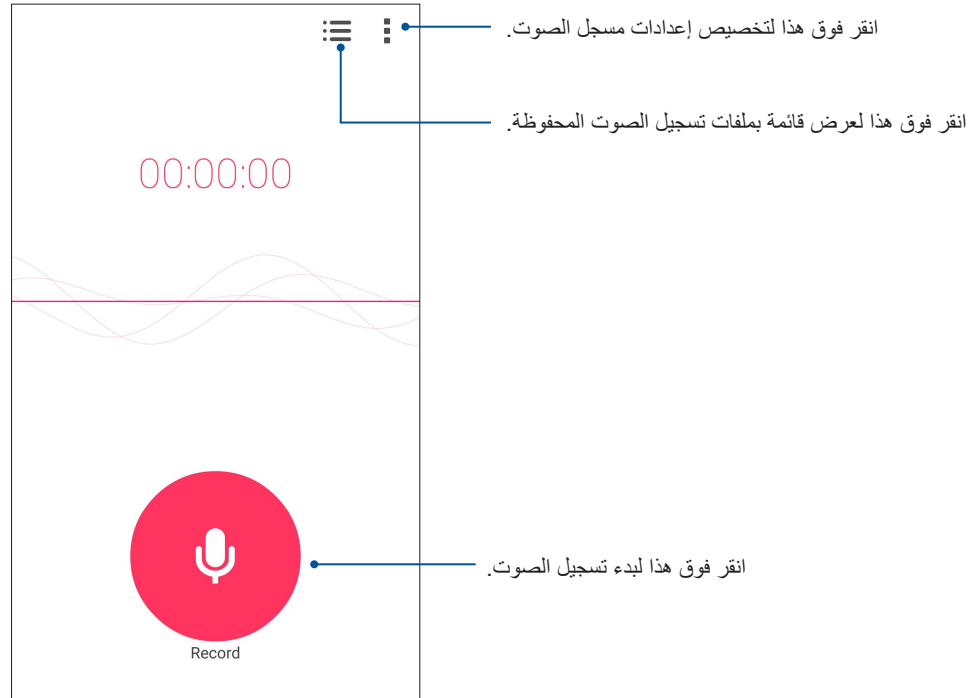 انقر فوق هذا لتخصيص إعدادات مسجل الصوت.
انقر فوق هذا لعرض قائمة بملفات تسجيل الصوت المحفوظة.
00:00:00
انقر فوق هذا لبدء تسجيل الصوت.
Record